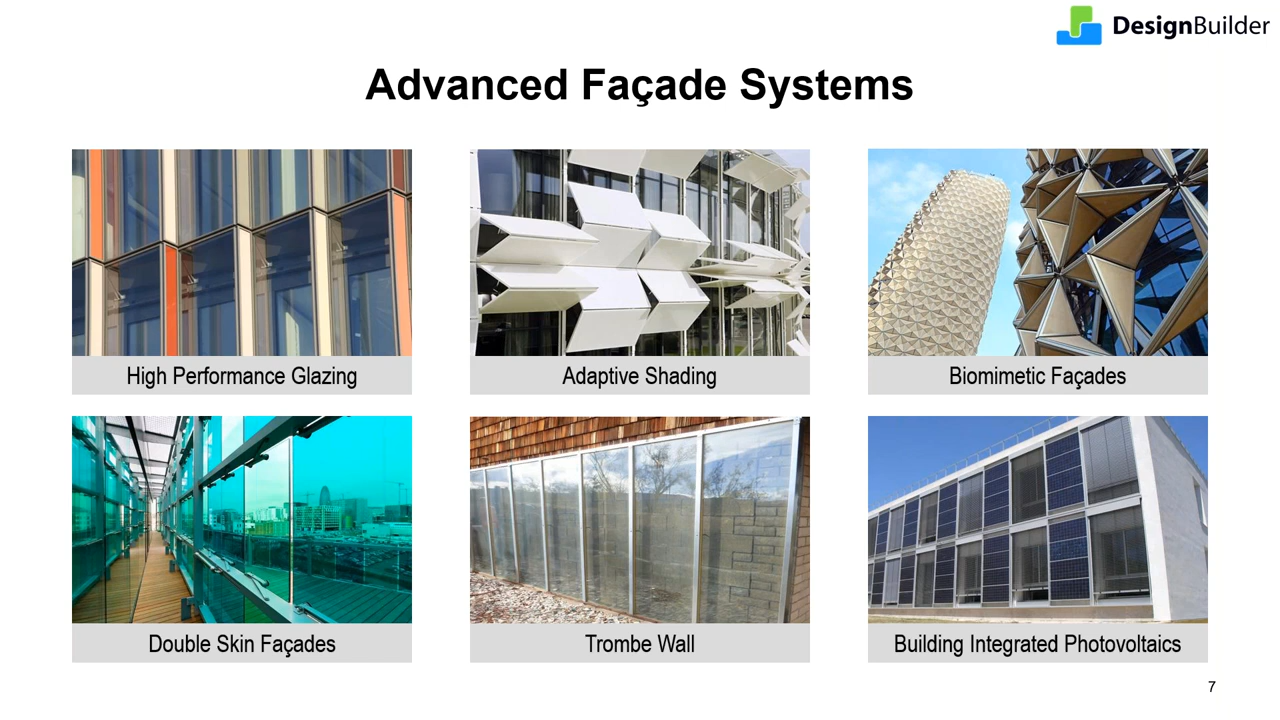 DesignBuilder
Advanced Façade Systems
High Performance Glazing
Adaptive Shading
Biomimetic Façades
Double Skin Façades
Trombe Wall
Building Integrated Photovoltaics
7